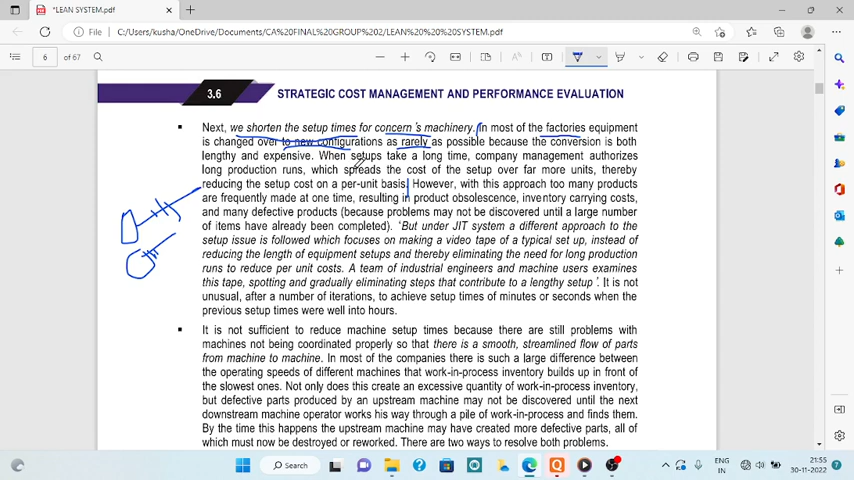 *LEAN SYSTEM.pdf
File
C:/Users/kusha/OneDrive/Documents/CA%20FINAL%20GROUP%202/LEAN%20%20%20SYSTEM.pdf
6 of 67
3.6 STRATEGIC COST MANAGEMENT AND PERFORMANCE EVALUATION
▪ Next, we shorten the setup times for concern's machinery. In most of the factories equipment
is changed over to new configurations as rarely as possible because the conversion is both
lengthy and expensive. When setups take a long time, company management authorizes
long production runs, which spreads the cost of the setup over far more units, thereby
reducing the setup cost on a per-unit basis. However, with this approach too many products
are frequently made at one time, resulting in product obsolescence, inventory carrying costs,
and many defective products (because problems may not be discovered until a large number
of items have already been completed). 'But under JIT system a different approach to the
setup issue is followed which focuses on making a video tape of a typical set up, instead of
reducing the length of equipment setups and thereby eliminating the need for long production
runs to reduce per unit costs. A team of industrial engineers and machine users examines
this tape, spotting and gradually eliminating steps that contribute to a lengthy setup'. It is not
unusual, after a number of iterations, to achieve setup times of minutes or seconds when the
previous setup times were well into hours.
▪ It is not sufficient to reduce machine setup times because there are still problems with
machines not being coordinated properly so that there is a smooth, streamlined flow of parts
from machine to machine. In most of the companies there is such a large difference between
the operating speeds of different machines that work-in-process inventory builds up in front of
the slowest ones. Not only does this create an excessive quantity of work-in-process inventory,
but defective parts produced by an upstream machine may not be discovered until the next
downstream machine operator works his way through a pile of work-in-process and finds them.
By the time this happens the upstream machine may have created more defective parts, all of
which must now be destroyed or reworked. There are two ways to resolve both problems.
Search
ENG
IN
21:55
30-11-2022